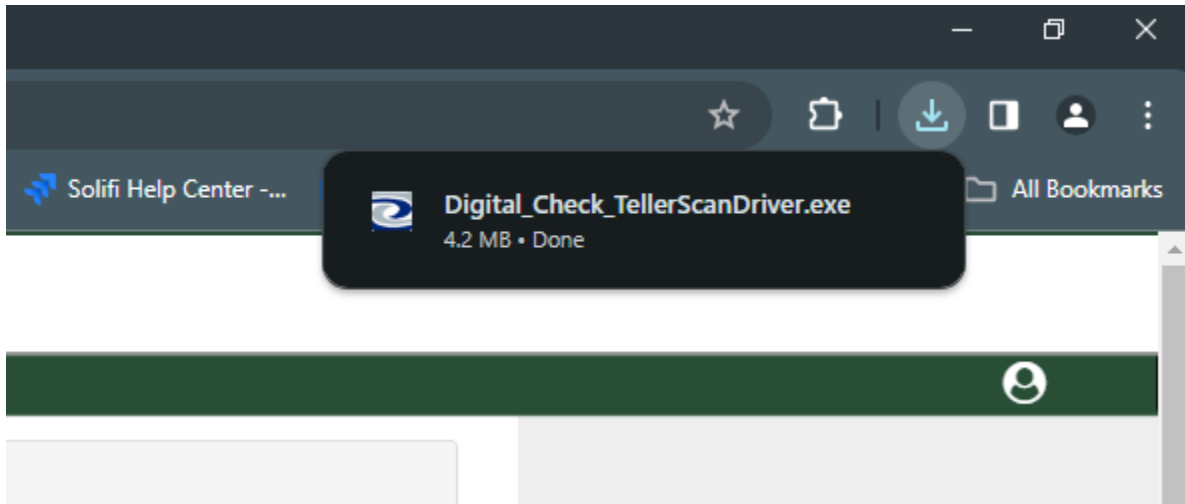 Solifi Help Center -...
All Bookmarks
Digital_Check_TellerScanDriver.exe
4.2 MB • Done